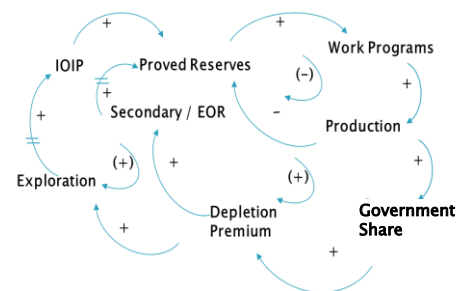 +
+
Work Programs
IOIP
Proved Reserves
(-)
+
+
+
Secondary / EOR
–
Production
(+)
+
+
(+)
Exploration
Government
Share
Depletion
Premium
+
+